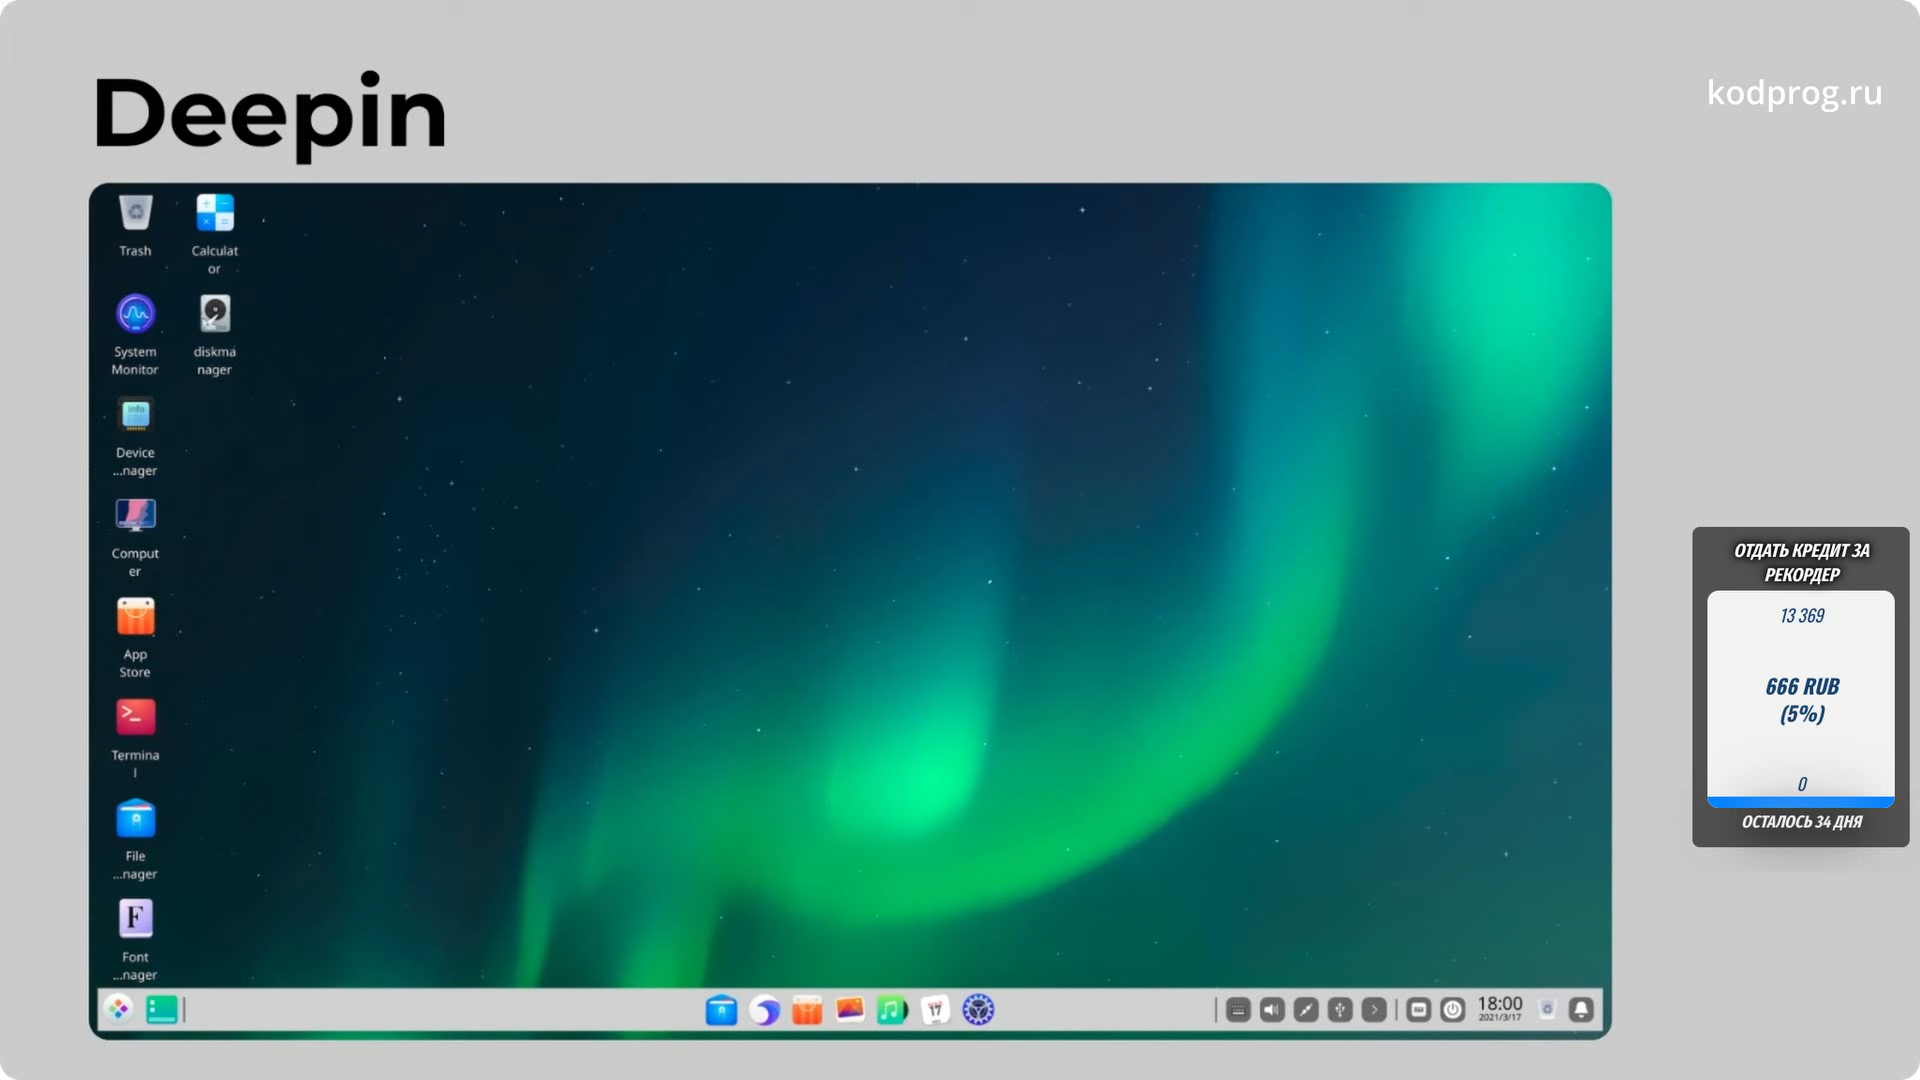 Deepin
kodprog.ru
Trash
Calculat
or
System
Monitor
diskma
nager
info
Device
...nager
Comput
er
App
Store
Termina
l
File
...nager
F
Font
...nager
17
18:00
2021/3/17
ОТДАТЬ КРЕДИТ ЗА
РЕКОРДЕР
13 369
666 RUB
(5%)
0
ОСТАЛОСЬ 34 ДНЯ